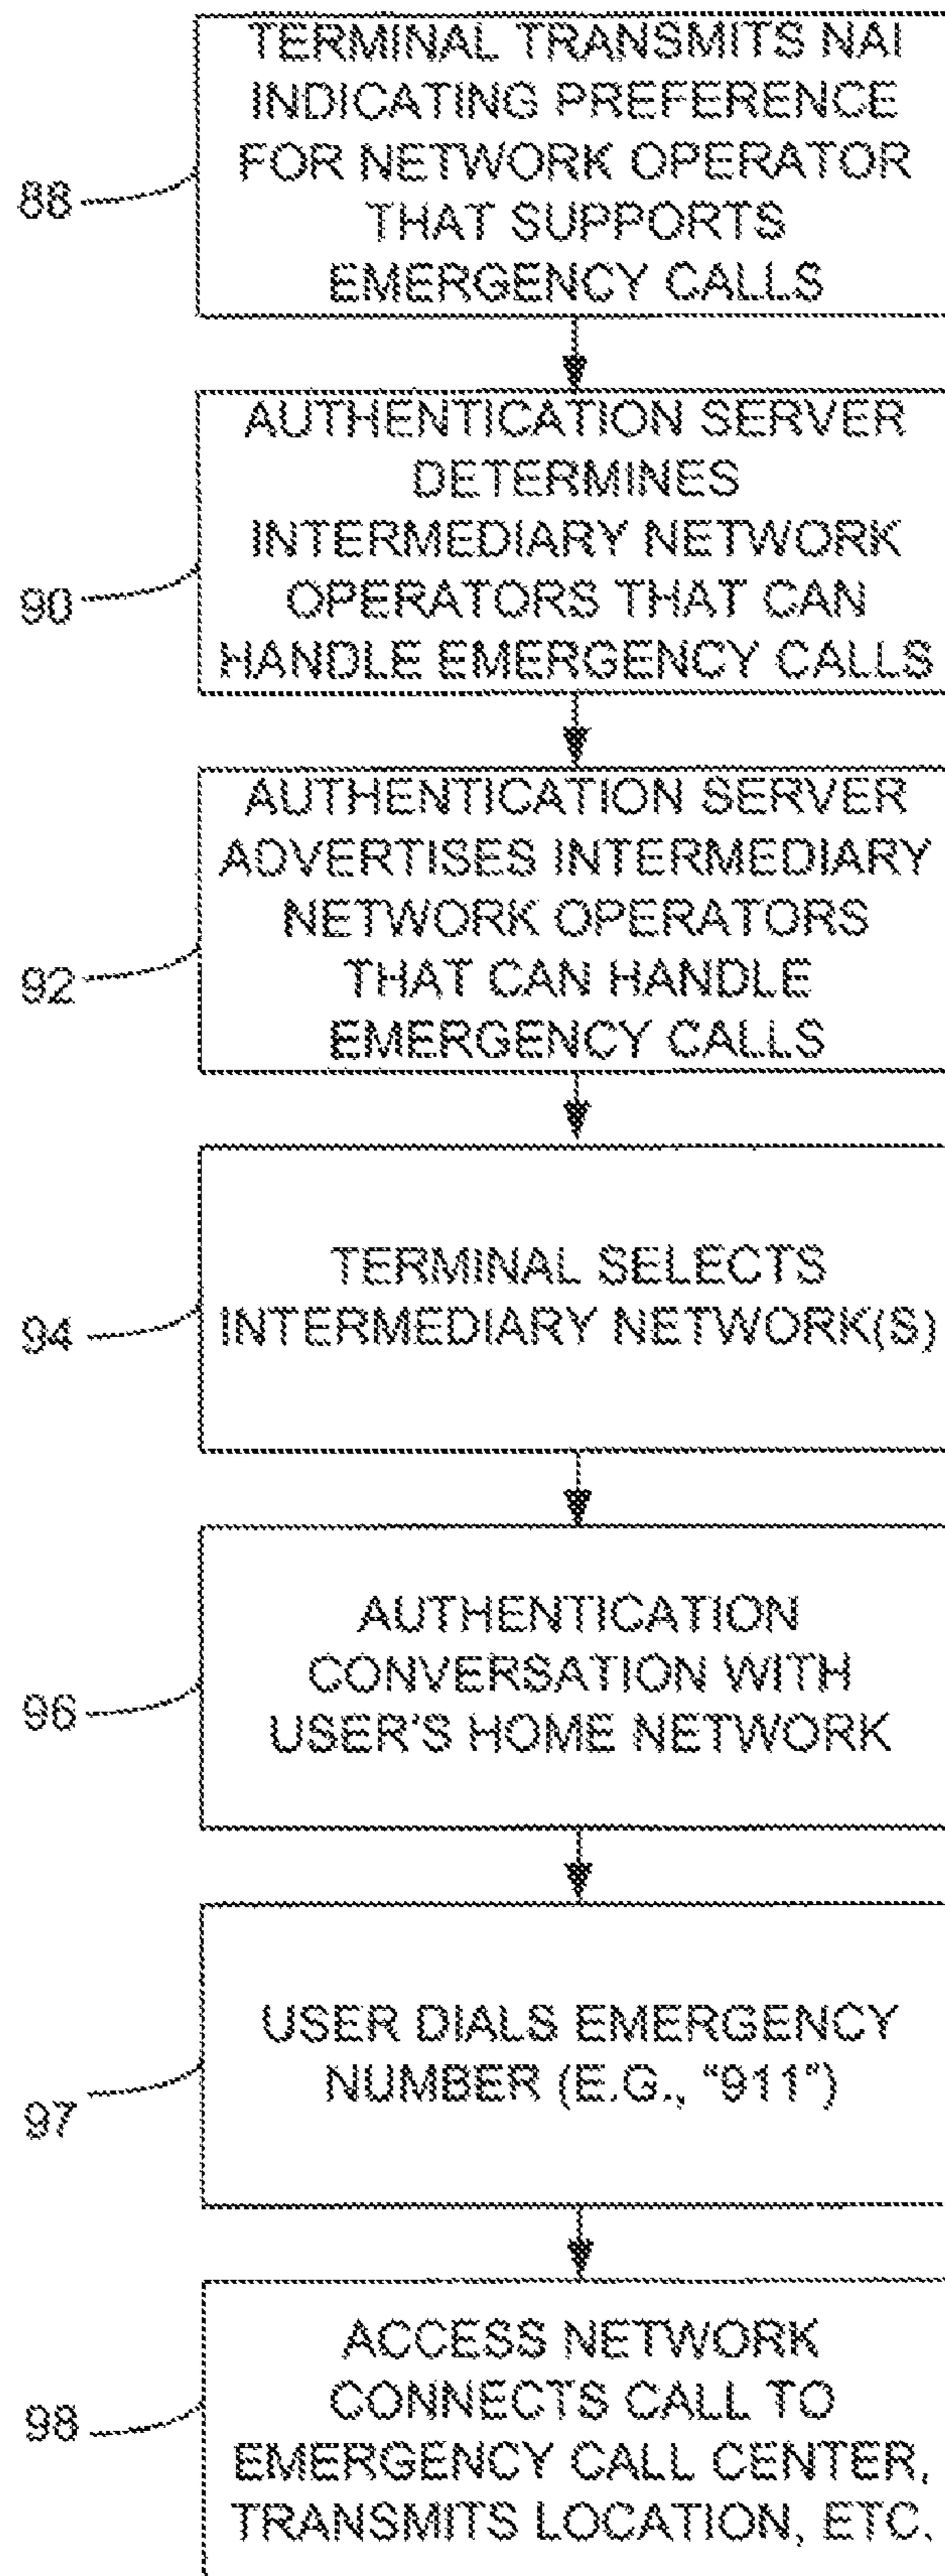 TERMINAL TRANSMITS NAI
INDICATING PREFERENCE
FOR NETWORK OPERATOR
THAT SUPPORTS
EMERGENCY CALLS
88
AUTHENTICATION SERVER
DETERMINES
INTERMEDIARY NETWORK
OPERATORS THAT CAN
HANDLE EMERGENCY CALLS
90
AUTHENTICATION SERVER
ADVERTISES INTERMEDIARY
NETWORK OPERATORS
THAT CAN HANDLE
EMERGENCY CALLS
92
TERMINAL SELECTS
INTERMEDIARY NETWORK(S)
94
AUTHENTICATION
CONVERSATION WITH
USER'S HOME NETWORK
96
USER DIALS EMERGENCY
NUMBER (E.G., "911")
97
ACCESS NETWORK
CONNECTS CALL TO
EMERGENCY CALL CENTER,
TRANSMITS LOCATION, ETC.
98